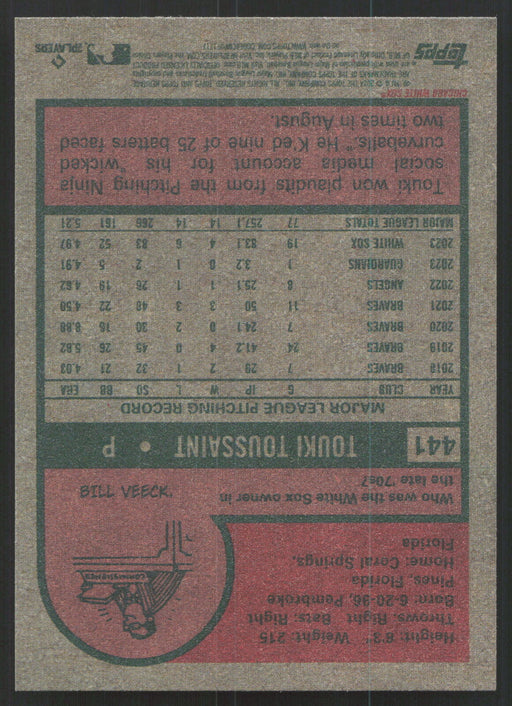 Height: 6'3" Weight: 215
Throws: Right Bats: Right
Born: 6-20-96, Pembroke
Pines, Florida
Home: Coral Springs,
Florida
COMMISSIONER
Who was the White Sox owner in
the late '70s?
BILL VEECK.
441 TOUKI TOUSSAINT • P
MAJOR LEAGUE PITCHING RECORD
YEAR CLUB G IP W L SO BB ERA
2018 BRAVES 7 29 2 1 32 21 4.03
2019 BRAVES 24 41.2 4 0 45 26 5.62
2020 BRAVES 7 24.1 0 2 30 16 8.88
2021 BRAVES 11 50 3 3 48 22 4.50
2022 ANGELS 8 25.1 1 1 26 19 4.62
2023 GUARDIANS 1 3.2 0 1 2 5 4.91
2023 WHITE SOX 19 83.1 4 6 83 52 4.97
MAJOR LEAGUE TOTALS 77 257.1 14 14 266 161 5.21
Touki won plaudits from the Pitching Ninja
social media account for his "wicked
curveballs." He K'ed nine of 25 batters faced
two times in August.
CHICAGO WHITE SOX
topps
PLAYERS